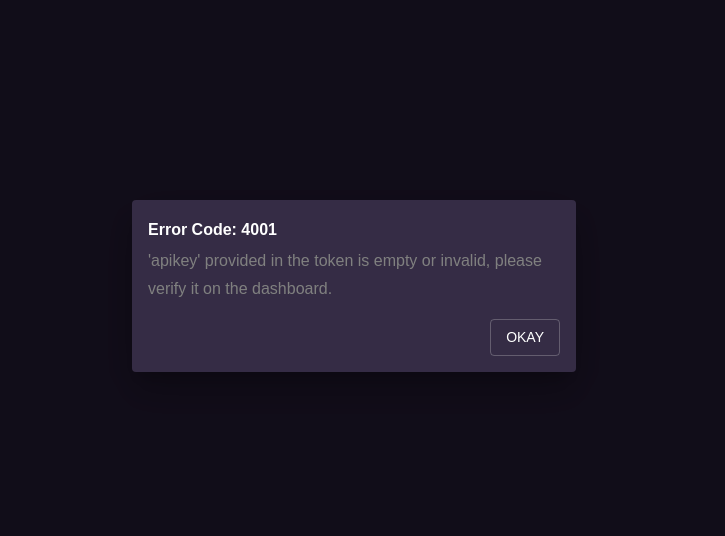 Error Code: 4001
'apikey' provided in the token is empty or invalid, please
verify it on the dashboard.
OKAY